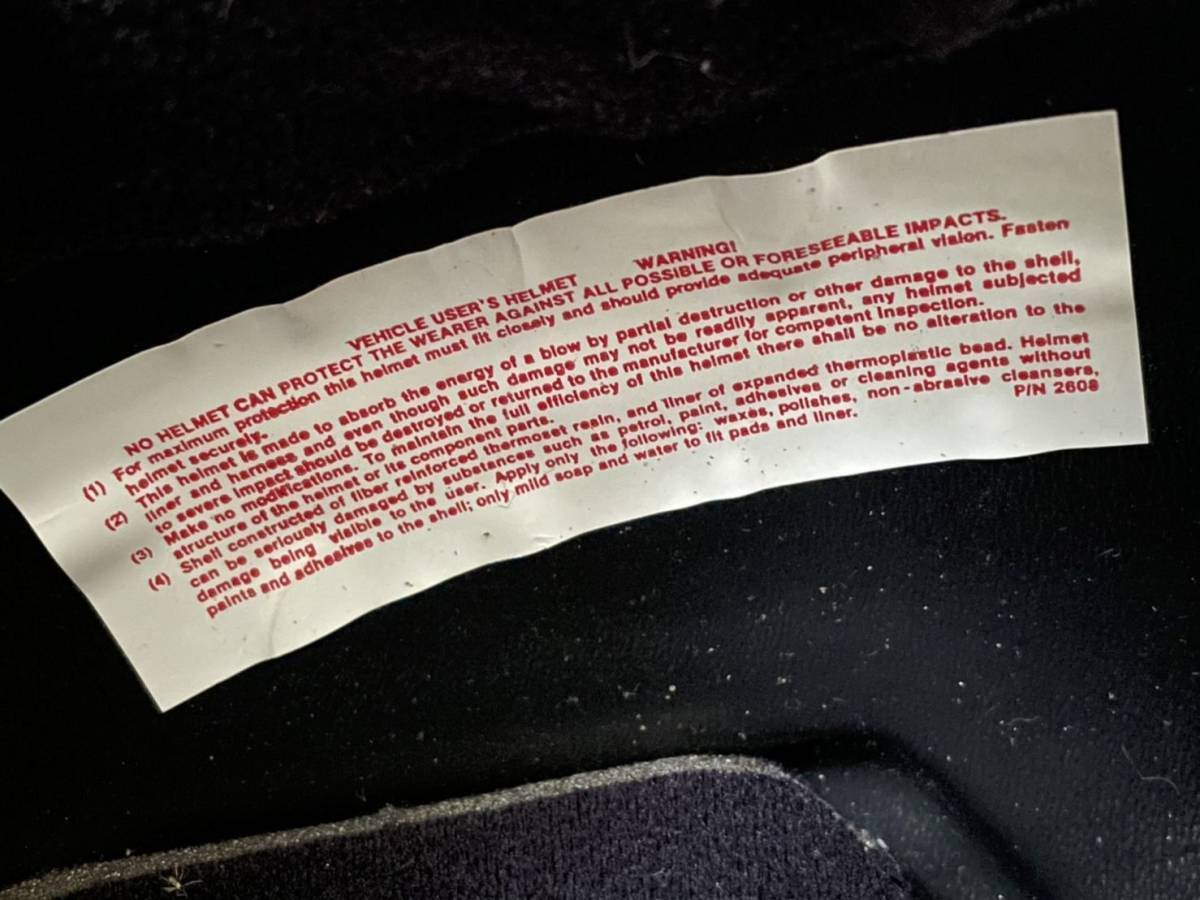 VEHICLE USER'S HELMET WARNING!
NO HELMET CAN PROTECT THE WEARER AGAINST ALL POSSIBLE OR FORESEEABLE IMPACTS.
(1) For maximum protection this helmet must fit closely and should provide adequate peripheral vision. Fasten
helmet securely.
(2) This helmet is made to absorb the energy of a blow by partial destruction or other damage to the shell,
liner and harness and even though such damage may not be readily apparent, any helmet subjected
to severe impact should be destroyed or returned to the manufacturer for competent inspection.
(3) Make no modifications. To maintain the full efficiency of this helmet there shall be no alteration to the
structure of the helmet or its component parts.
(4) Shell constructed of fiber reinforced thermoset resin, and liner of expanded thermoplastic bead. Helmet
can be seriously damaged by substances such as petrol, paint, adhesives or cleaning agents without
damage being visible to the user. Apply only the following: waxes, polishes, non-abrasive cleansers,
paints and adhesives to the shell; only mild soap and water to fit pads and liner.
P/N 2608